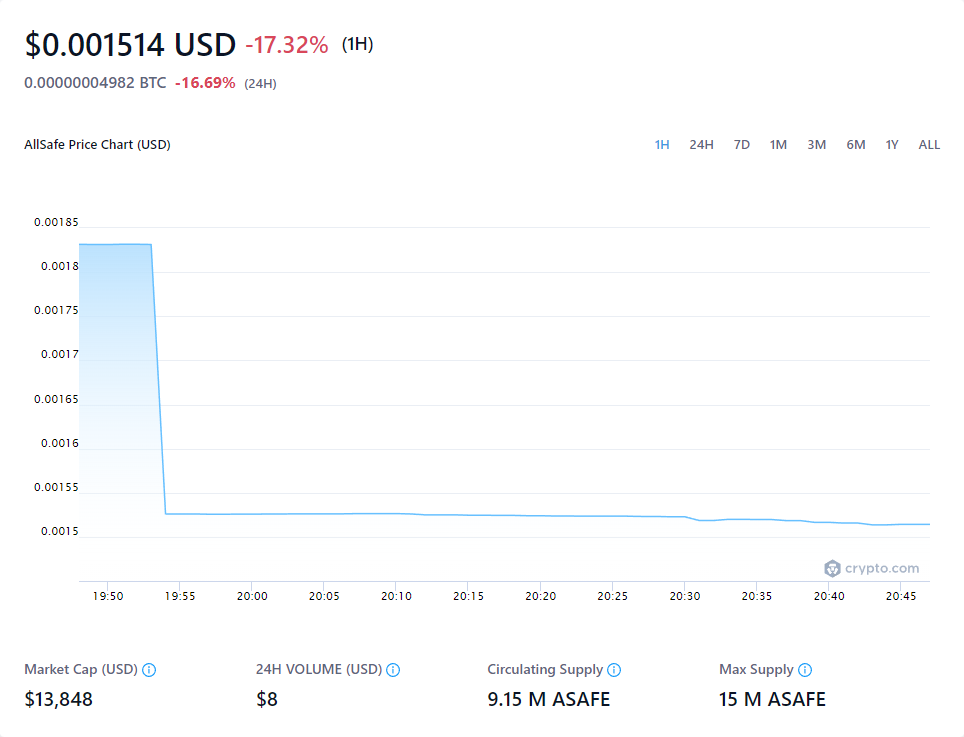 $0.001514 USD -17.32% (1H)
0.00000004982 BTC -16.69% (24H)
AllSafe Price Chart (USD) 1H 24H 7D 1M 3M 6M 1Y ALL
0.00185
0.0018
0.00175
0.0017
0.00165
0.0016
0.00155
0.0015
crypto.com
19:50 19:55 20:00 20:05 20:10 20:15 20:20 20:25 20:30 20:35 20:40 20:45
Market Cap (USD) 24H VOLUME (USD) Circulating Supply Max Supply
$13,848 $8 9.15 M ASAFE 15 M ASAFE